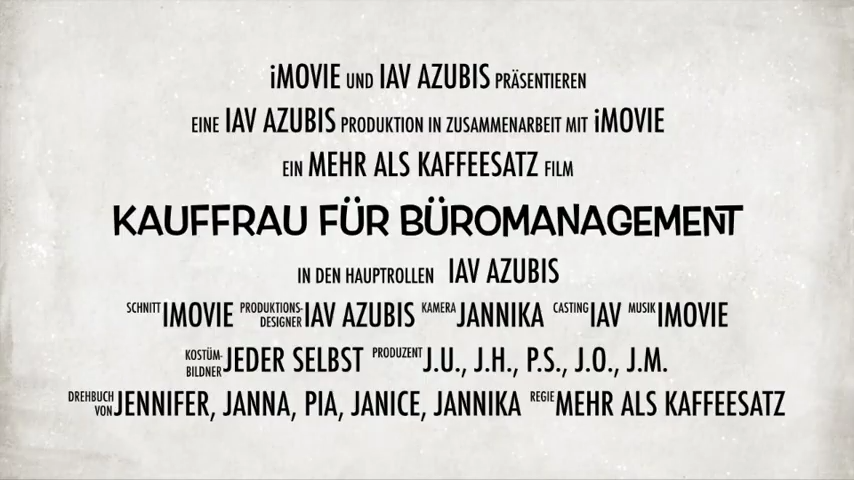 iMOVIE UND IAV AZUBIS PRÄSENTIEREN
EINE IAV AZUBIS PRODUKTION IN ZUSAMMENARBEIT MIT iMOVIE
EIN MEHR ALS KAFFEESATZ FILM
KAUFFRAU FÜR BÜROMANAGEMENT
IN DEN HAUPTROLLEN IAV AZUBIS
SCHNITT IMOVIE PRODUKTIONS-DESIGNER IAV AZUBIS KAMERA JANNIKA CASTING IAV MUSIK IMOVIE
KOSTÜM-BILDNER JEDER SELBST PRODUZENT J.U., J.H., P.S., J.O., J.M.
DREHBUCH VON JENNIFER, JANNA, PIA, JANICE, JANNIKA REGIE MEHR ALS KAFFEESATZ